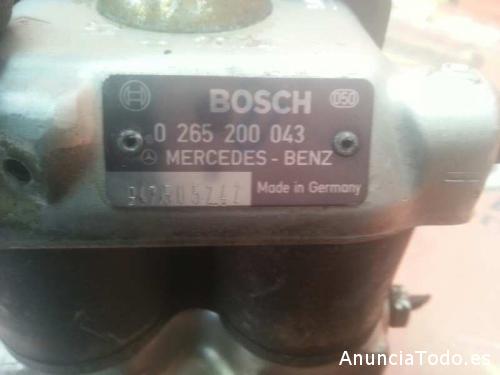 BOSCH 050
0 265 200 043
MERCEDES-BENZ
Made in Germany
AnunciaTodo.es